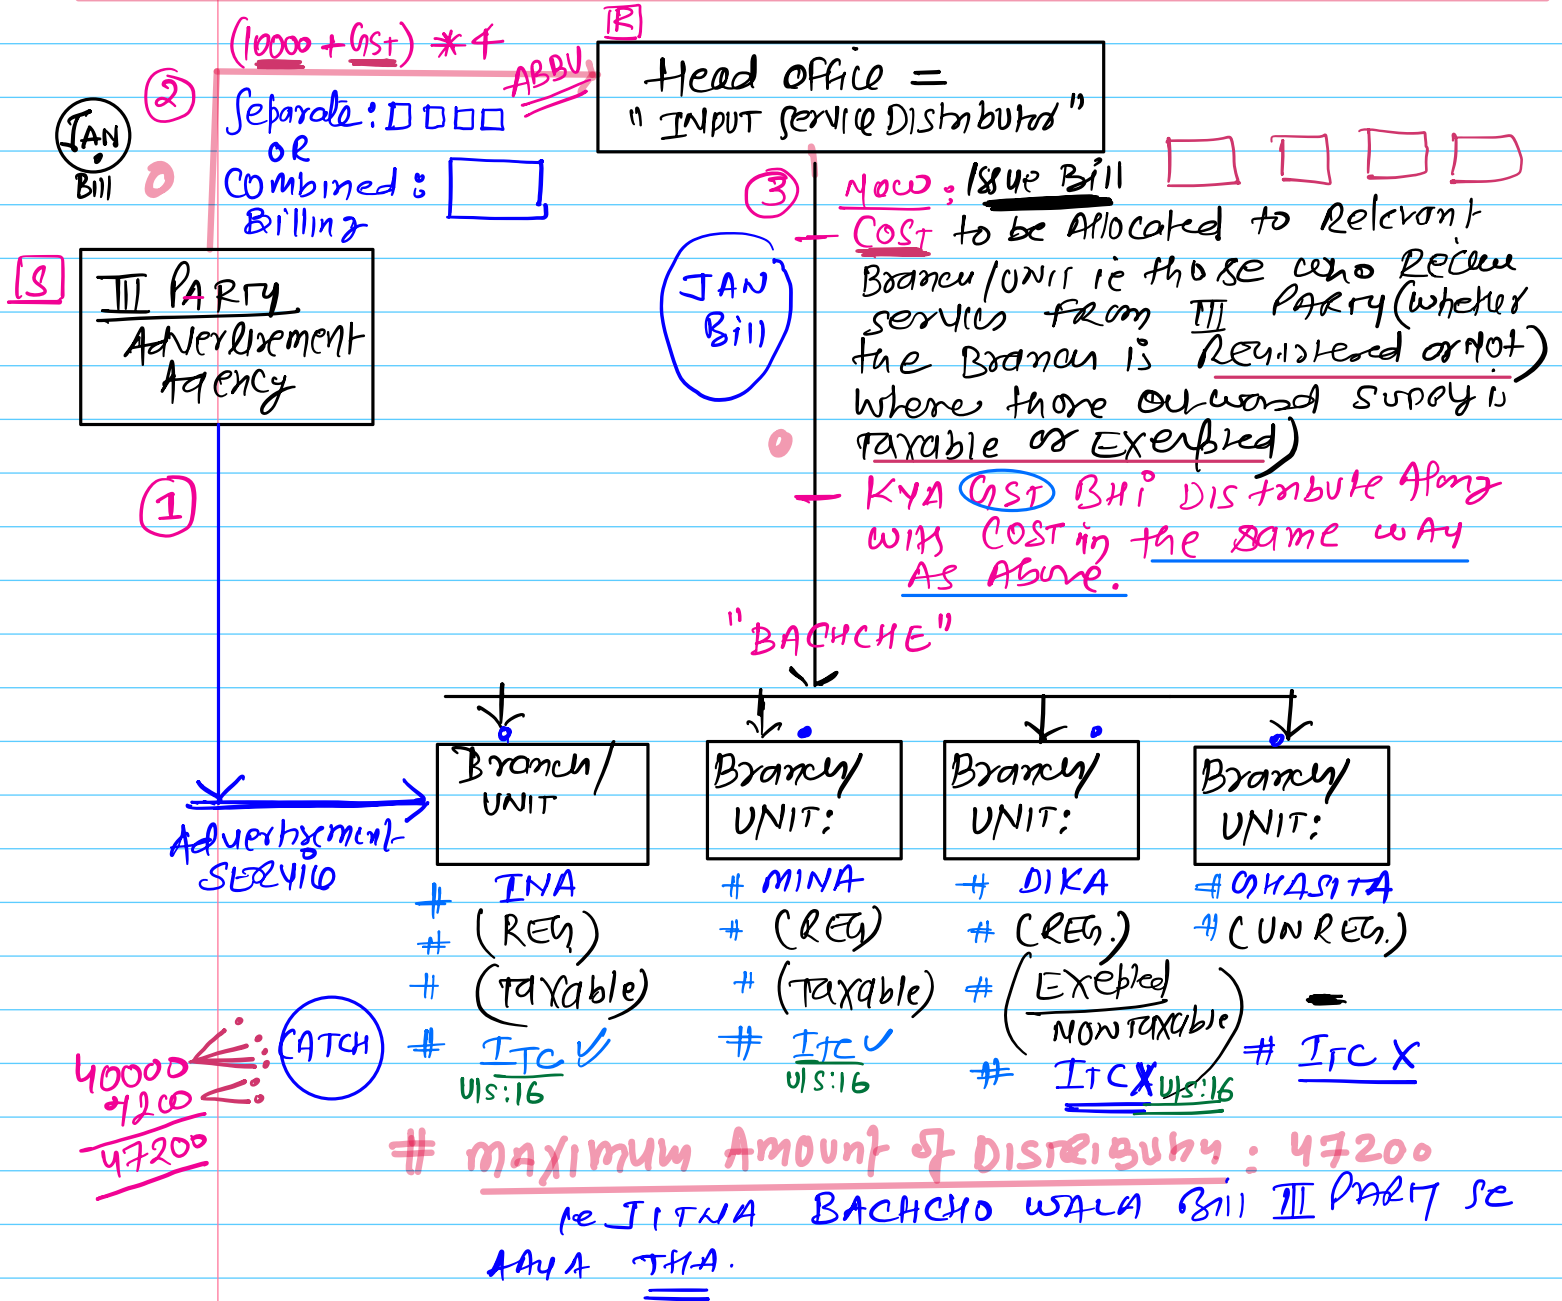 (10000 + GST) * 4
R
ABBU
2
Head office =
"INPUT Service Distributor"
JAN
Bill
Separate:
OR
Combined:
Billing
S
III PARTY
Advertisement
Agency
3
Now: Issue Bill
COST to be Allocated to Relevant
Branch/UNIT ie those who Recieve
services FROM III PARTY (whether
the Branch is Registered or Not)
where those outward supply is
Taxable or Exempted)
JAN
Bill
KYA GST BHI Distribute Along
with COST in the same way
As Above.
1
"BACHCHE"
Branch/
UNIT
Branch/
UNIT:
Branch/
UNIT:
Branch/
UNIT:
Advertisement
SERVICE
# INA
# MINA
# DIKA
# GHASITA
# (REG)
# (REG)
# (REG.)
# (UNREG.)
# (Taxable)
# (Taxable)
# (Exempted
NON TAXABLE)
# ITC ✓
U/S:16
# ITC ✓
U/S:16
# ITC X U/S:16
# ITC X
CATCH
40000
7200
47200
# MAXIMUM Amount of DISTRIBUTN: 47200
ie JITNA BACHCHO WALA Bill III PARTY SE
AAYA THA.